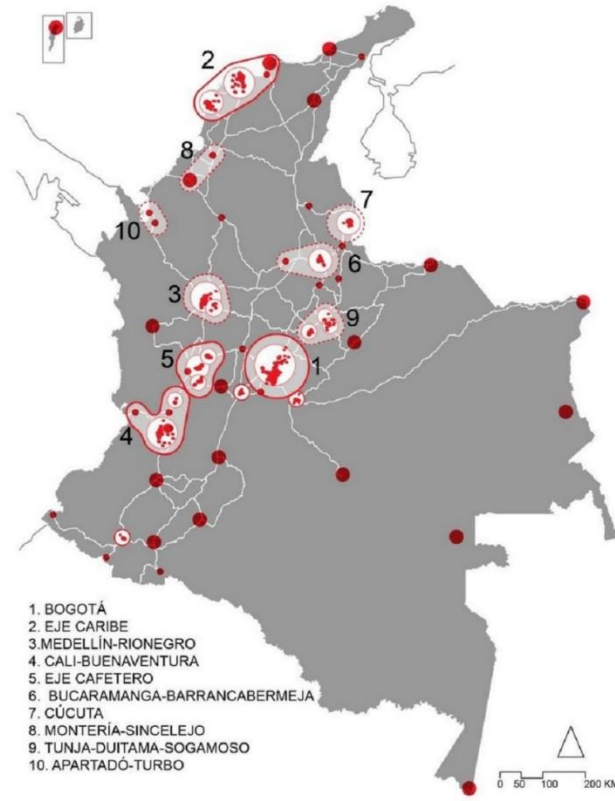 2
8
7
10
6
3
9
1
5
4
1. BOGOTÁ
2. EJE CARIBE
3.MEDELLÍN-RIONEGRO
4. CALI-BUENAVENTURA
5. EJE CAFETERO
6. BUCARAMANGA-BARRANCABERMEJA
7. CÚCUTA
8. MONTERÍA-SINCELEJO
9. TUNJA-DUITAMA-SOGAMOSO
10. APARTADÓ-TURBO
0 50 100 200 KM